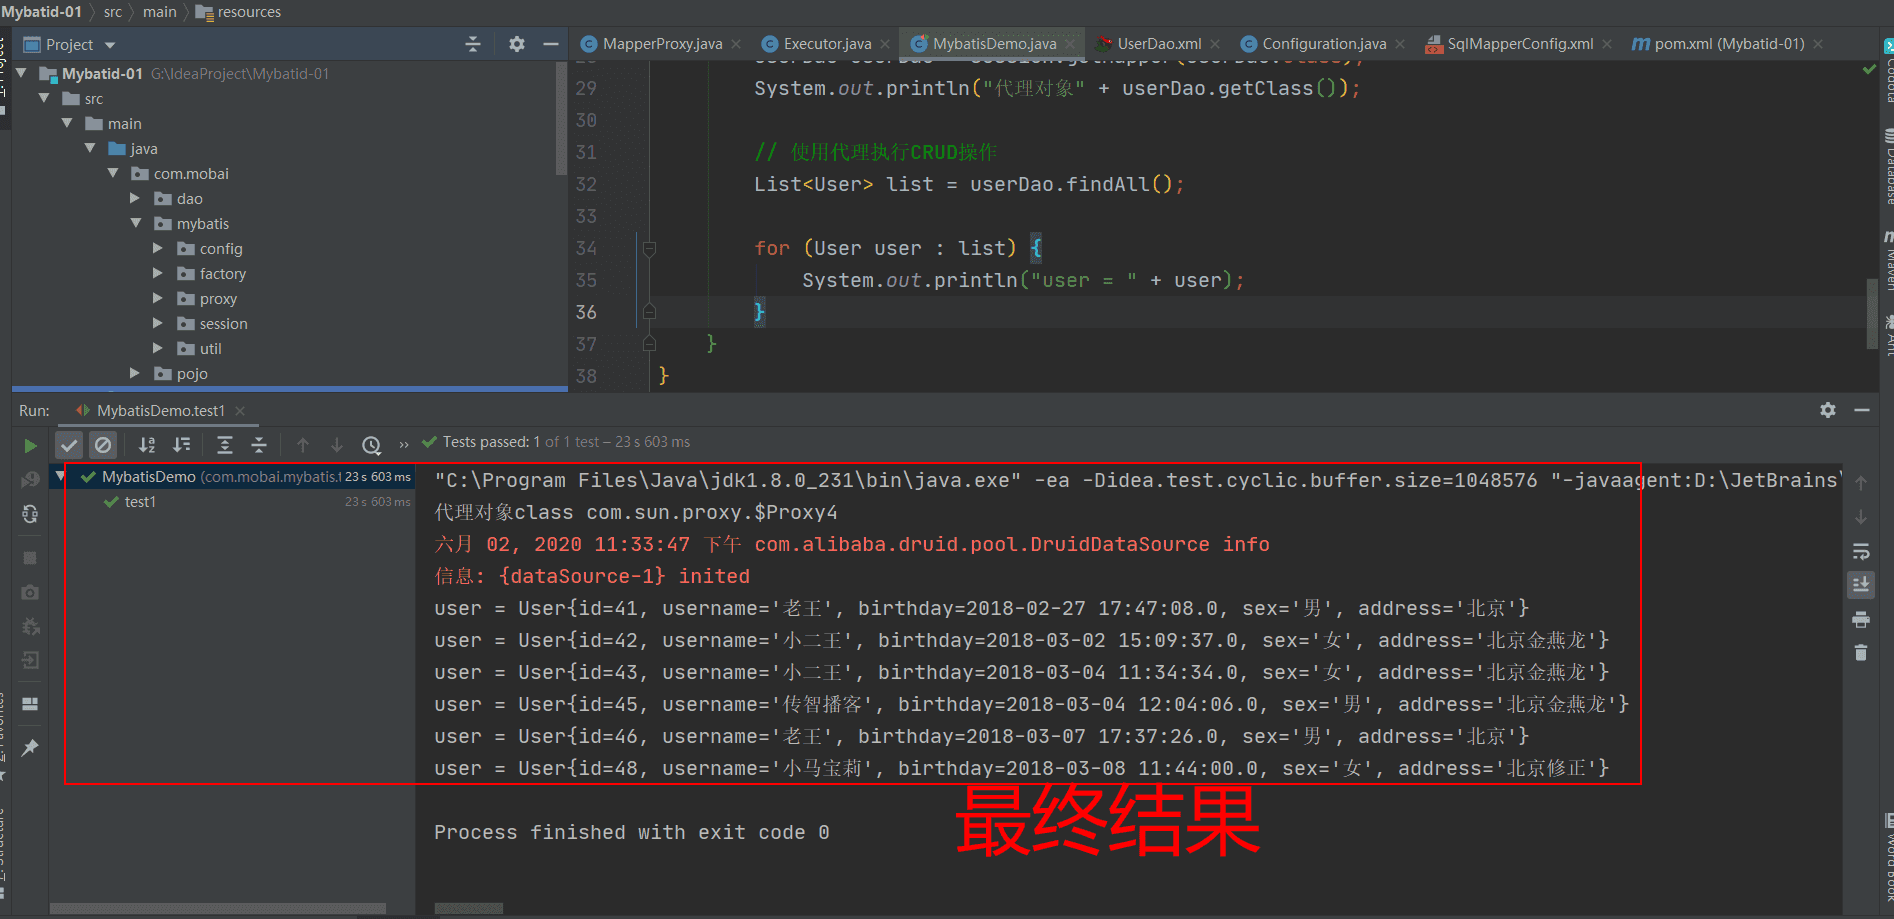 Mybatid-01 src main resources
Project
MapperProxy.java Executor.java MybatisDemo.java UserDao.xml Configuration.java SqlMapperConfig.xml pom.xml (Mybatid-01)
Mybatid-01 G:\IdeaProject\Mybatid-01
src
main
java
com.mobai
dao
mybatis
config
factory
proxy
session
util
pojo
29 System.out.println("代理对象" + userDao.getClass());
30
31 // 使用代理执行CRUD操作
32 List<User> list = userDao.findAll();
33
34 for (User user : list) {
35 System.out.println("user = " + user);
36 }
37 }
38 }
Database
Maven
Ant
Run: MybatisDemo.test1
Tests passed: 1 of 1 test – 23 s 603 ms
MybatisDemo (com.mobai.mybatis.t 23 s 603 ms
test1 23 s 603 ms
"C:\Program Files\Java\jdk1.8.0_231\bin\java.exe" -ea -Didea.test.cyclic.buffer.size=1048576 "-javaagent:D:\JetBrains\
代理对象class com.sun.proxy.$Proxy4
六月 02, 2020 11:33:47 下午 com.alibaba.druid.pool.DruidDataSource info
信息: {dataSource-1} inited
user = User{id=41, username='老王', birthday=2018-02-27 17:47:08.0, sex='男', address='北京'}
user = User{id=42, username='小二王', birthday=2018-03-02 15:09:37.0, sex='女', address='北京金燕龙'}
user = User{id=43, username='小二王', birthday=2018-03-04 11:34:34.0, sex='女', address='北京金燕龙'}
user = User{id=45, username='传智播客', birthday=2018-03-04 12:04:06.0, sex='男', address='北京金燕龙'}
user = User{id=46, username='老王', birthday=2018-03-07 17:37:26.0, sex='男', address='北京'}
user = User{id=48, username='小马宝莉', birthday=2018-03-08 11:44:00.0, sex='女', address='北京修正'}
最终结果
Process finished with exit code 0
Word Book